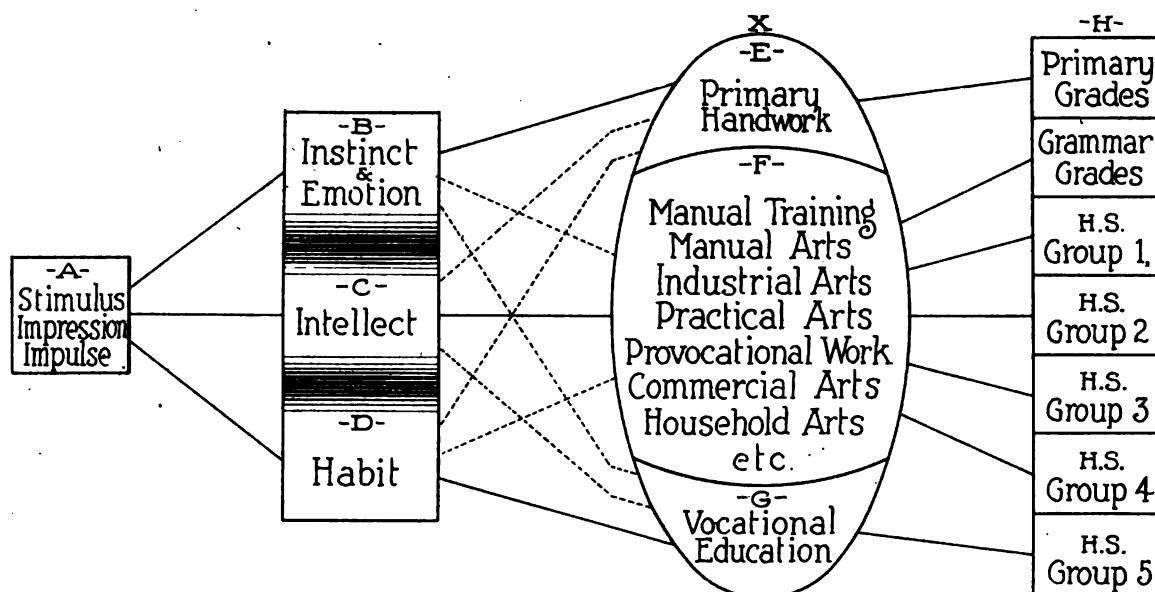 -A-
Stimulus
Impression
Impulse
-B-
Instinct
&
Emotion
-C-
Intellect
-D-
Habit
X
-E-
Primary
Handwork
-F-
Manual Training
Manual Arts
Industrial Arts
Practical Arts
Provocational Work
Commercial Arts
Household Arts
etc.
-G-
Vocational
Education
-H-
Primary
Grades
Grammar
Grades
H.S.
Group 1,
H.S.
Group 2
H.S.
Group 3
H.S.
Group 4
H.S.
Group 5